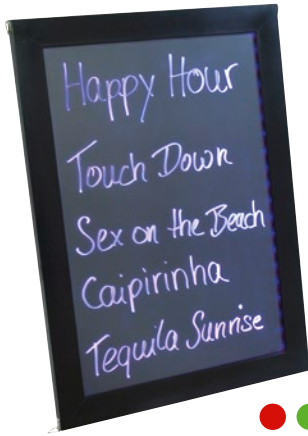 Happy Hour
Touch Down
Sex on the Beach
Caipirinha
Tequila Sunrise